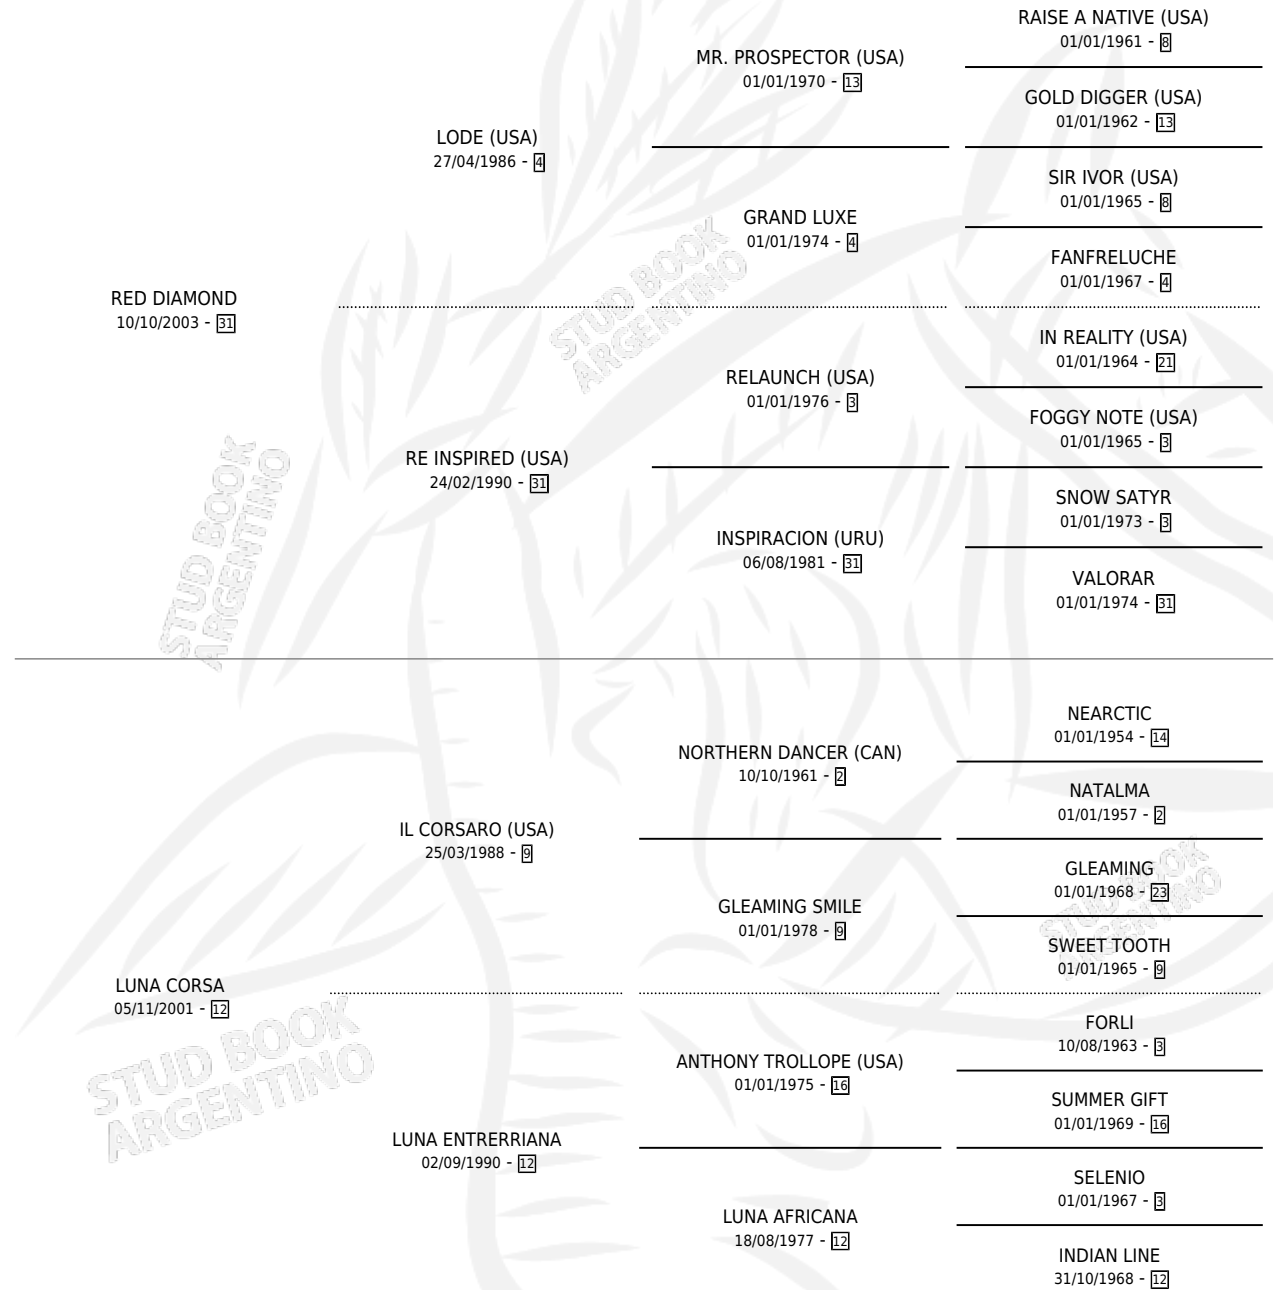 RAISE A NATIVE (USA)
01/01/1961 - 8
MR. PROSPECTOR (USA)
01/01/1970 - 13
GOLD DIGGER (USA)
01/01/1962 - 13
LODE (USA)
27/04/1986 - 4
SIR IVOR (USA)
01/01/1965 - 8
GRAND LUXE
01/01/1974 - 4
FANFRELUCHE
01/01/1967 - 4
RED DIAMOND
10/10/2003 - 31
IN REALITY (USA)
01/01/1964 - 21
RELAUNCH (USA)
01/01/1976 - 3
FOGGY NOTE (USA)
01/01/1965 - 3
RE INSPIRED (USA)
24/02/1990 - 31
SNOW SATYR
01/01/1973 - 3
INSPIRACION (URU)
06/08/1981 - 31
VALORAR
01/01/1974 - 31
NEARCTIC
01/01/1954 - 14
NORTHERN DANCER (CAN)
10/10/1961 - 2
NATALMA
01/01/1957 - 2
IL CORSARO (USA)
25/03/1988 - 9
GLEAMING
01/01/1968 - 23
GLEAMING SMILE
01/01/1978 - 9
SWEET TOOTH
01/01/1965 - 9
LUNA CORSA
05/11/2001 - 12
FORLI
10/08/1963 - 3
ANTHONY TROLLOPE (USA)
01/01/1975 - 16
SUMMER GIFT
01/01/1969 - 16
LUNA ENTRERRIANA
02/09/1990 - 12
SELENIO
01/01/1967 - 3
LUNA AFRICANA
18/08/1977 - 12
INDIAN LINE
31/10/1968 - 12
STUD BOOK
ARGENTINO
STUD BOOK
ARGENTINO
STUD BOOK
ARGENTINO
STUD BOOK
ARGENTINO